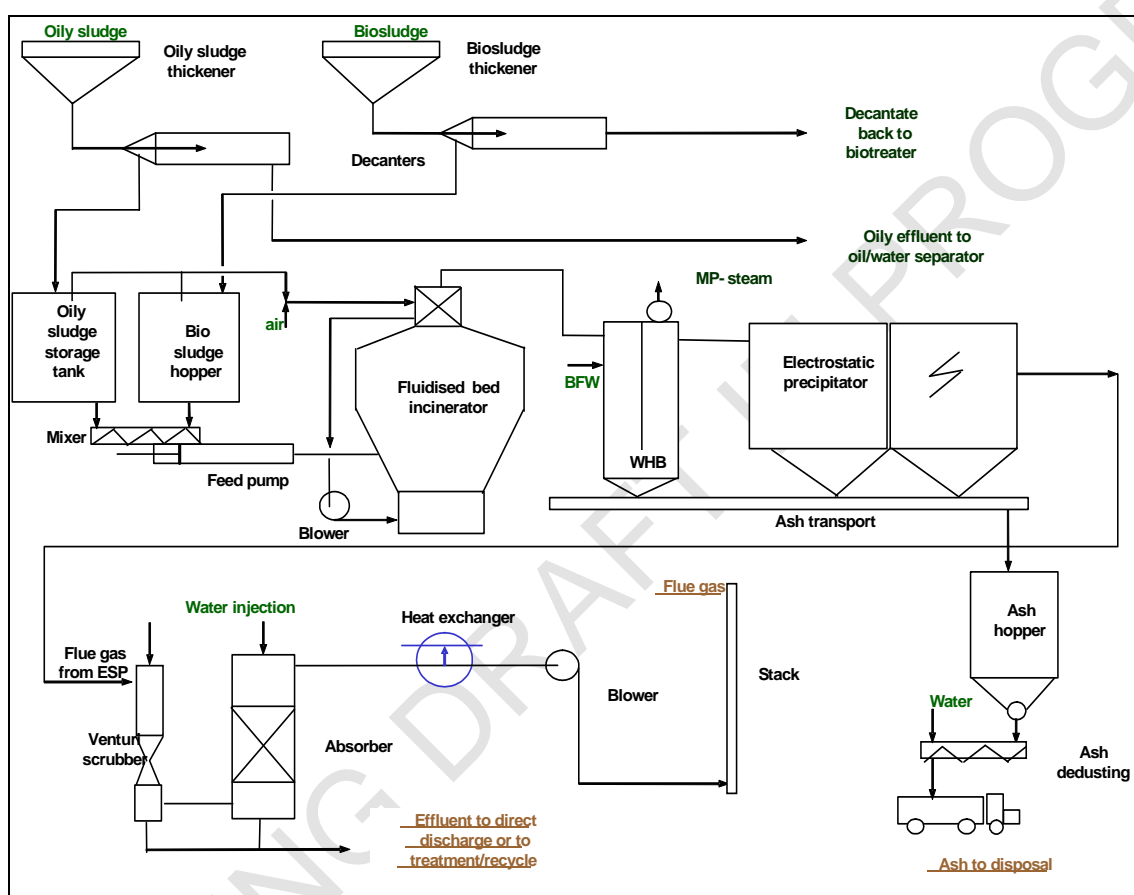 Oily sludge
Oily sludge
thickener
Biosludge
Biosludge
thickener
Decanters
Decantate
back to
biotreater
Oily effluent to
oil/water separator
MP- steam
Oily
sludge
storage
tank
Bio
sludge
hopper
air
Fluidised bed
incinerator
BFW
WHB
Electrostatic
precipitator
Mixer
Feed pump
Blower
Ash transport
Flue gas
from ESP
Water injection
Heat exchanger
Flue gas
Ash
hopper
Stack
Blower
Water
Venturi
scrubber
Absorber
Ash
dedusting
Effluent to direct
discharge or to
treatment/recycle
Ash to disposal